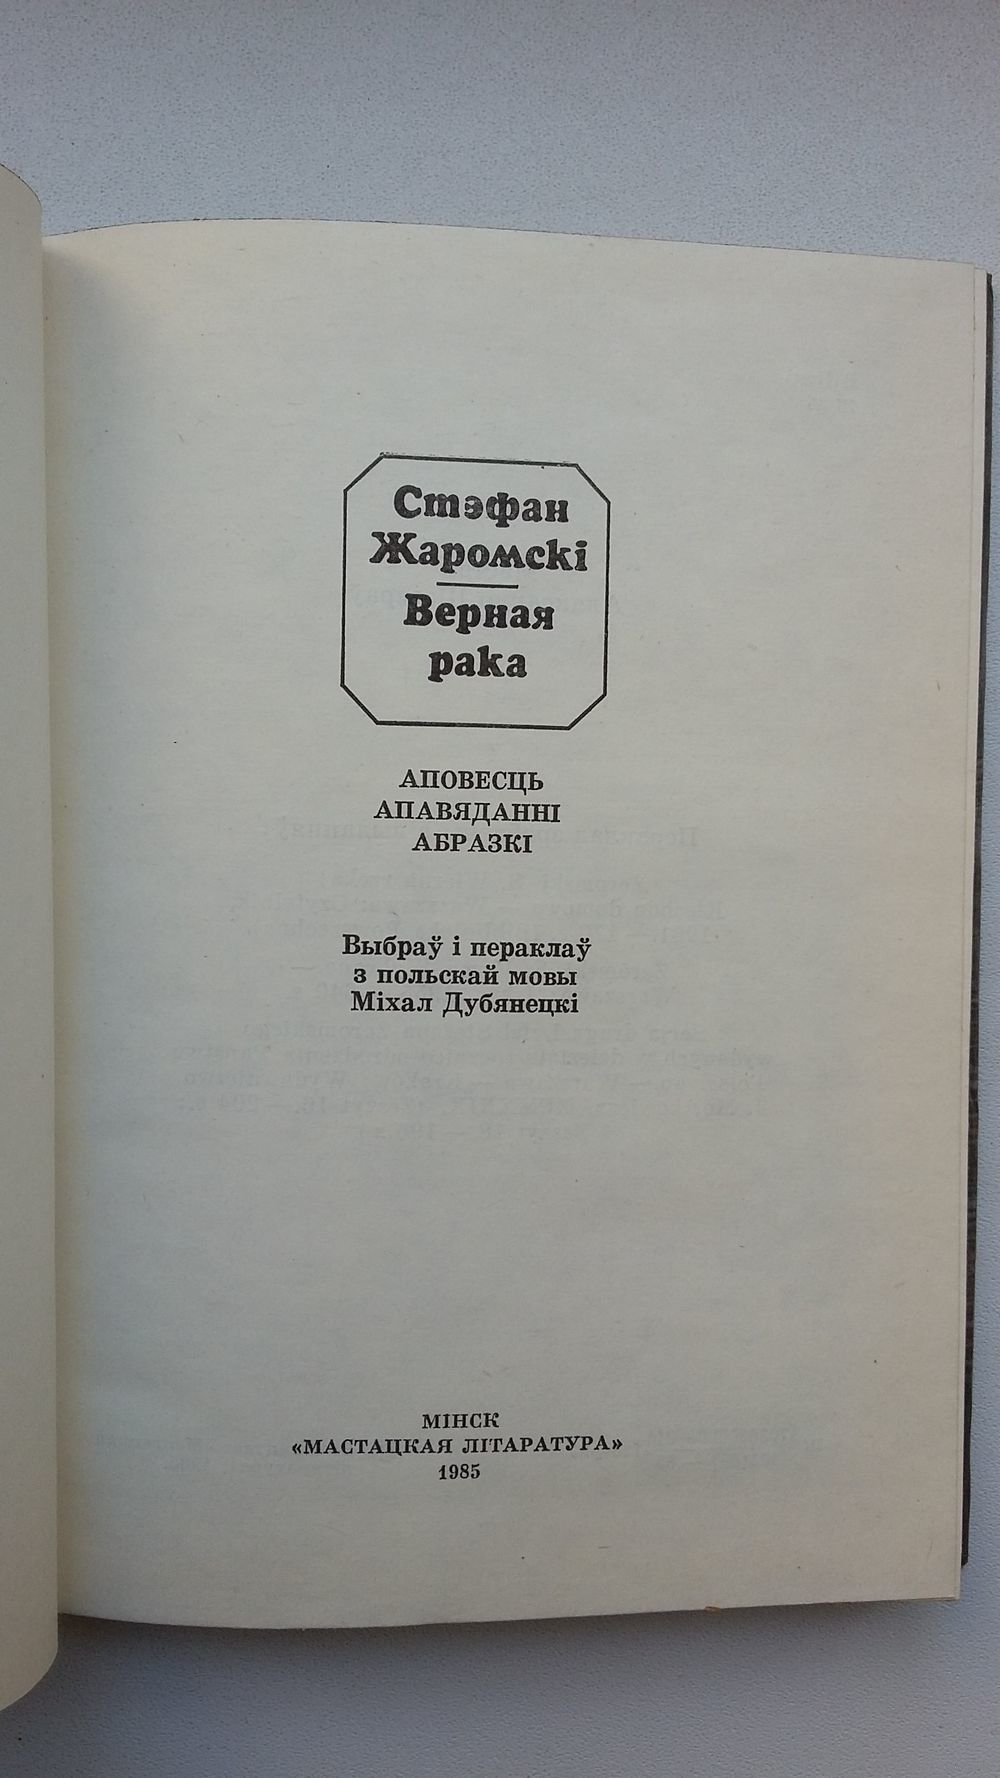 Стэфан
Жаромскі
Верная
рака
АПОВЕСЦЬ
АПАВЯДАННІ
АБРАЗКІ
Выбраў і пераклаў
з польскай мовы
Міхал Дубянецкі
МІНСК
«МАСТАЦКАЯ ЛІТАРАТУРА»
1985